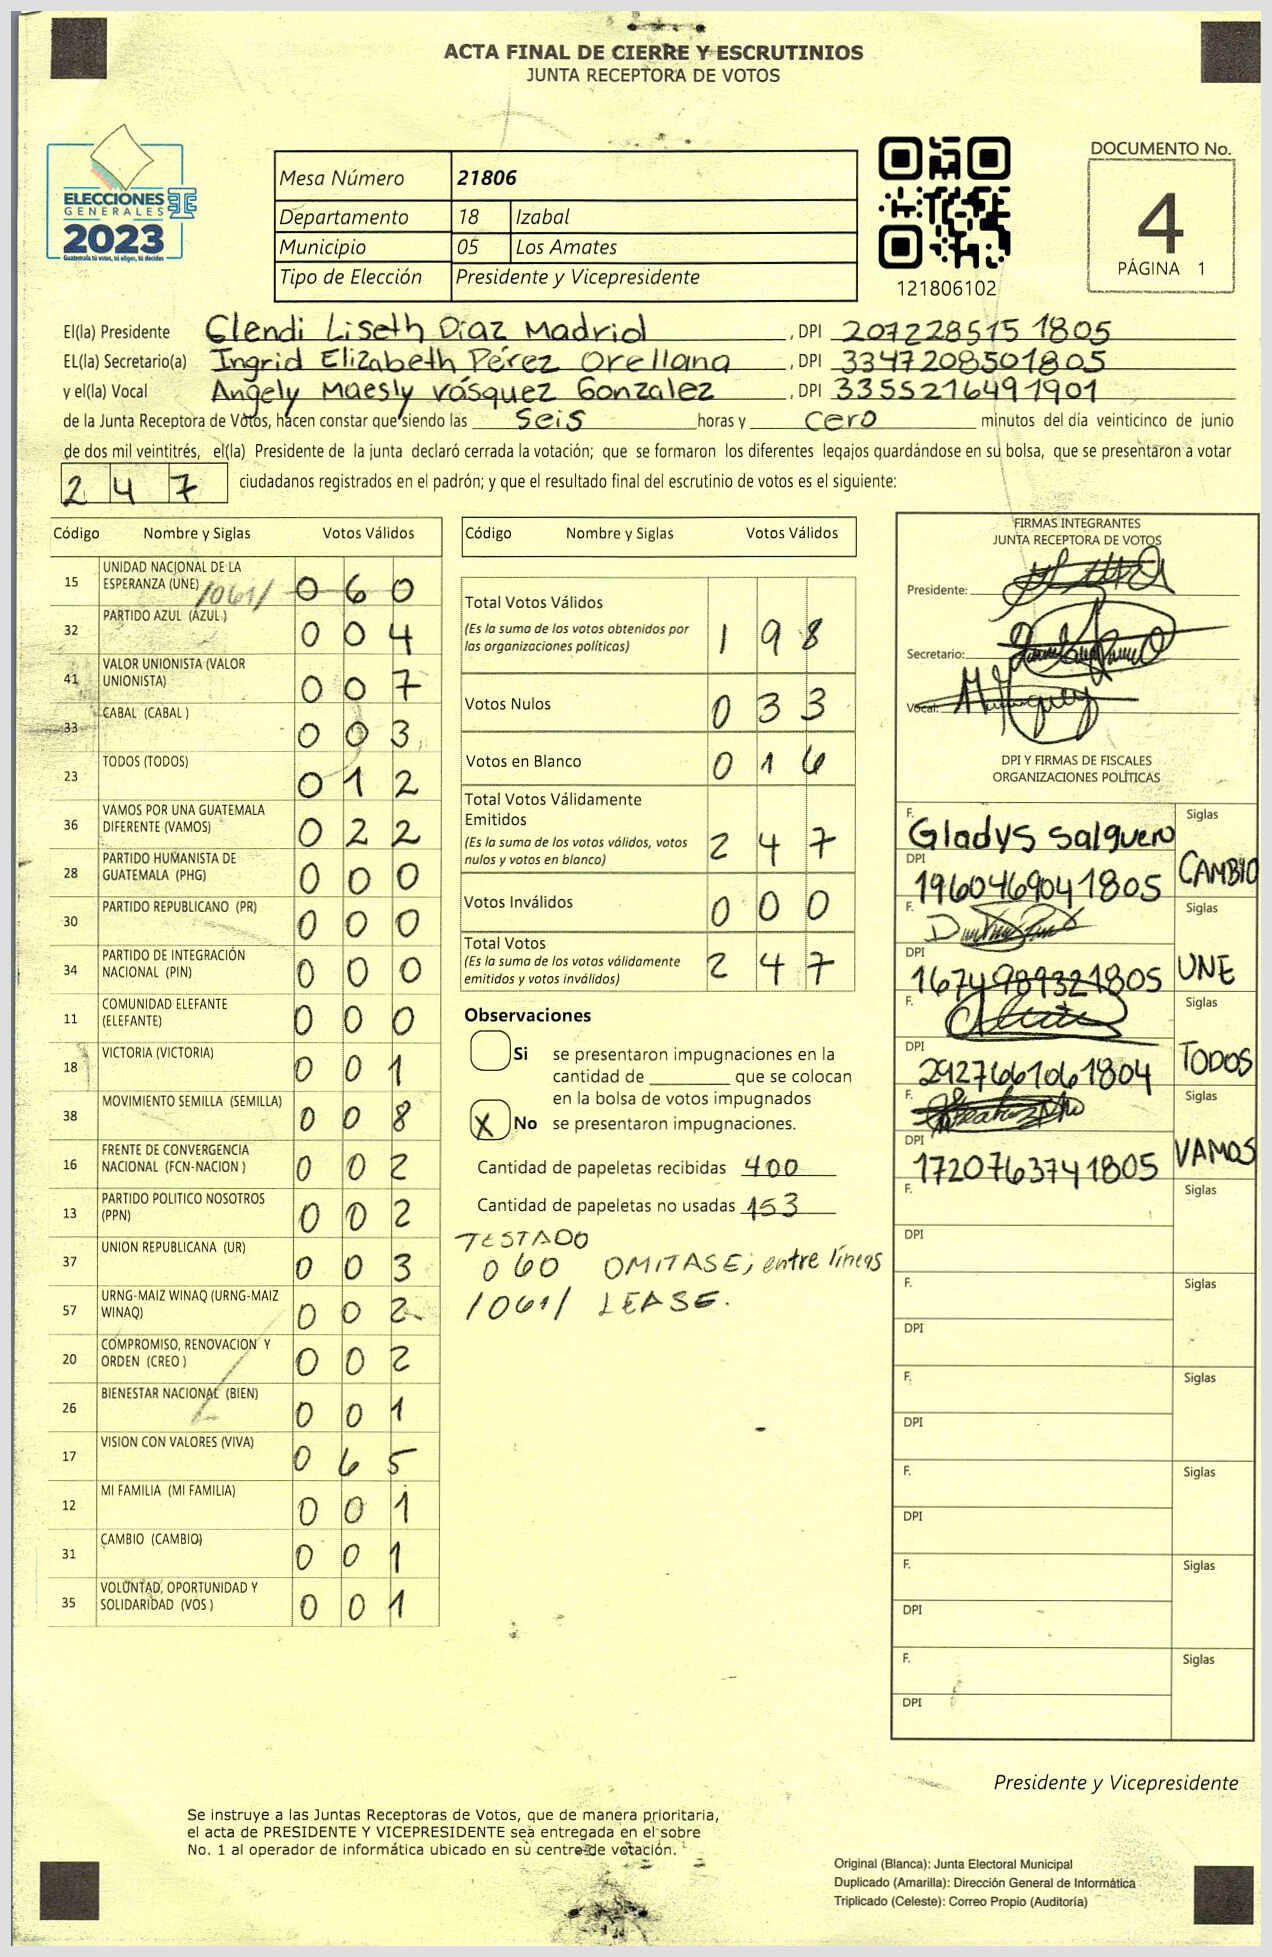 ACTA FINAL DE CIERRE Y ESCRUTINIOS
JUNTA RECEPTORA DE VOTOS
ELECCIONES
GENERALES
2023
Guatemala tú votas, tú eliges, tú decides
Mesa Número 21806
Departamento 18 Izabal
Municipio 05 Los Amates
Tipo de Elección Presidente y Vicepresidente
121806102
DOCUMENTO No.
4
PÁGINA 1
El(la) Presidente Glendi Liseth Díaz Madrid , DPI 207228515 1805
EL(la) Secretario(a) Ingrid Elizabeth Pérez Orellana , DPI 3347208501805
y el(la) Vocal Angely Maesly Vásquez Gonzalez , DPI 3355216491901
de la Junta Receptora de Votos, hacen constar que siendo las seis horas y cero minutos del día veinticinco de junio
de dos mil veintitrés, el(la) Presidente de la junta declaró cerrada la votación; que se formaron los diferentes legajos guardándose en su bolsa, que se presentaron a votar
2 4 7 ciudadanos registrados en el padrón; y que el resultado final del escrutinio de votos es el siguiente:
Código Nombre y Siglas Votos Válidos
15 UNIDAD NACIONAL DE LA
ESPERANZA (UNE) /061/ 0 6 0
32 PARTIDO AZUL (AZUL ) 0 0 4
41 VALOR UNIONISTA (VALOR
UNIONISTA) 0 0 7
33 CABAL (CABAL ) 0 0 3
23 TODOS (TODOS) 0 1 2
36 VAMOS POR UNA GUATEMALA
DIFERENTE (VAMOS) 0 2 2
28 PARTIDO HUMANISTA DE
GUATEMALA (PHG) 0 0 0
30 PARTIDO REPUBLICANO (PR) 0 0 0
34 PARTIDO DE INTEGRACIÓN
NACIONAL (PIN) 0 0 0
11 COMUNIDAD ELEFANTE
(ELEFANTE) 0 0 0
18 VICTORIA (VICTORIA) 0 0 1
38 MOVIMIENTO SEMILLA (SEMILLA) 0 0 8
16 FRENTE DE CONVERGENCIA
NACIONAL (FCN-NACION ) 0 0 2
13 PARTIDO POLITICO NOSOTROS
(PPN) 0 0 2
37 UNION REPUBLICANA (UR) 0 0 3
57 URNG-MAIZ WINAQ (URNG-MAIZ
WINAQ) 0 0 2
20 COMPROMISO, RENOVACION Y
ORDEN (CREO ) 0 0 2
26 BIENESTAR NACIONAL (BIEN) 0 0 1
17 VISION CON VALORES (VIVA) 0 6 5
12 MI FAMILIA (MI FAMILIA) 0 0 1
31 CAMBIO (CAMBIO) 0 0 1
35 VOLUNTAD, OPORTUNIDAD Y
SOLIDARIDAD (VOS ) 0 0 1
Código Nombre y Siglas Votos Válidos
Total Votos Válidos
(Es la suma de los votos obtenidos por
las organizaciones políticas) 1 9 8
Votos Nulos 0 3 3
Votos en Blanco 0 1 6
Total Votos Válidamente
Emitidos
(Es la suma de los votos válidos, votos
nulos y votos en blanco) 2 4 7
Votos Inválidos 0 0 0
Total Votos
(Es la suma de los votos válidamente
emitidos y votos inválidos) 2 4 7
Observaciones
Si se presentaron impugnaciones en la
cantidad de ________ que se colocan
en la bolsa de votos impugnados
X No se presentaron impugnaciones.
Cantidad de papeletas recibidas 400
Cantidad de papeletas no usadas 153
TESTADO
060 OMITASE; entre líneas
/061/ LEASE.
FIRMAS INTEGRANTES
JUNTA RECEPTORA DE VOTOS
Presidente:
Secretario:
Vocal:
DPI Y FIRMAS DE FISCALES
ORGANIZACIONES POLÍTICAS
F. Gladys Salguero Siglas
DPI 1960469041805 CAMBIO
F. Siglas
DPI 1674989321805 UNE
F. Siglas
DPI 2927661061804 TODOS
F. Siglas
DPI 1720763741805 VAMOS
F. Siglas
DPI
F. Siglas
DPI
F. Siglas
DPI
F. Siglas
DPI
F. Siglas
DPI
F. Siglas
DPI
Presidente y Vicepresidente
Se instruye a las Juntas Receptoras de Votos, que de manera prioritaria,
el acta de PRESIDENTE Y VICEPRESIDENTE sea entregada en el sobre
No. 1 al operador de informática ubicado en su centro de votación.
Original (Blanca): Junta Electoral Municipal
Duplicado (Amarilla): Dirección General de Informática
Triplicado (Celeste): Correo Propio (Auditoría)